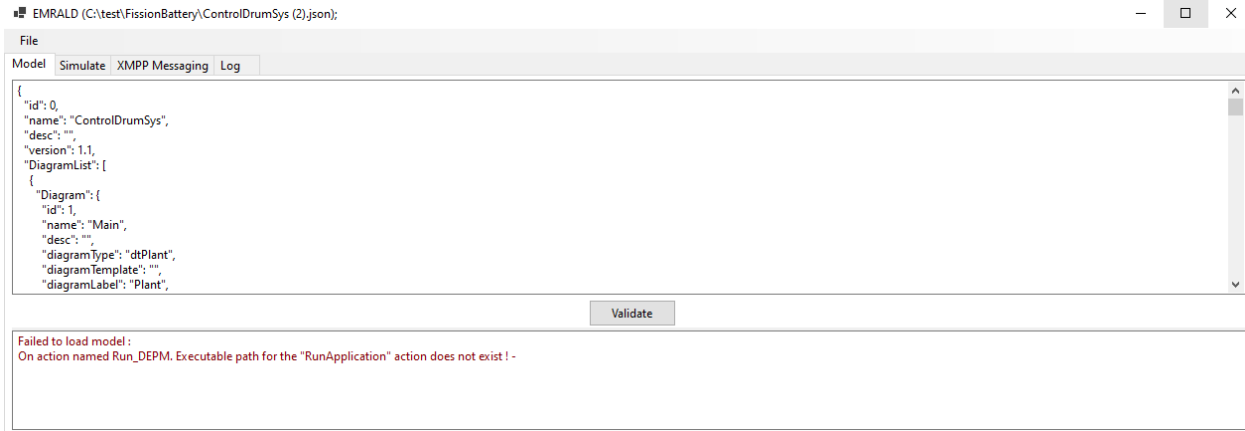 EMRALD (C:\test\FissionBattery\ControlDrumSys (2).json);
File
Model Simulate XMPP Messaging Log
{
"id": 0,
"name": "ControlDrumSys",
"desc": "",
"version": 1.1,
"DiagramList": [
{
"Diagram": {
"id": 1,
"name": "Main",
"desc": "",
"diagramType": "dtPlant",
"diagramTemplate": "",
"diagramLabel": "Plant",
Validate
Failed to load model :
On action named Run_DEPM. Executable path for the "RunApplication" action does not exist ! -